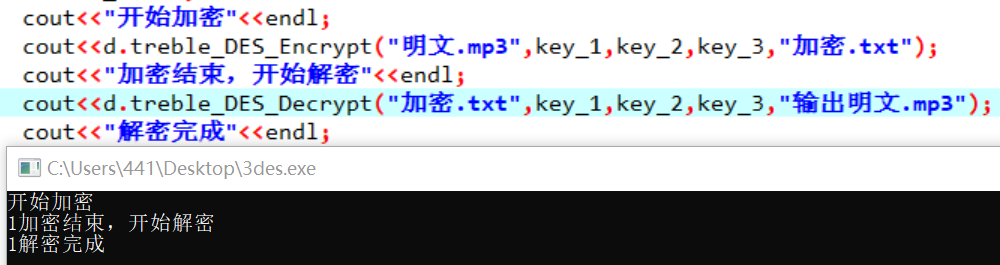 cout<<"开始加密"<<endl;
cout<<d.treble_DES_Encrypt("明文.mp3",key_1,key_2,key_3,"加密.txt");
cout<<"加密结束，开始解密"<<endl;
cout<<d.treble_DES_Decrypt("加密.txt",key_1,key_2,key_3,"输出明文.mp3");
cout<<"解密完成"<<endl;
C:\Users\441\Desktop\3des.exe
开始加密
1加密结束，开始解密
1解密完成